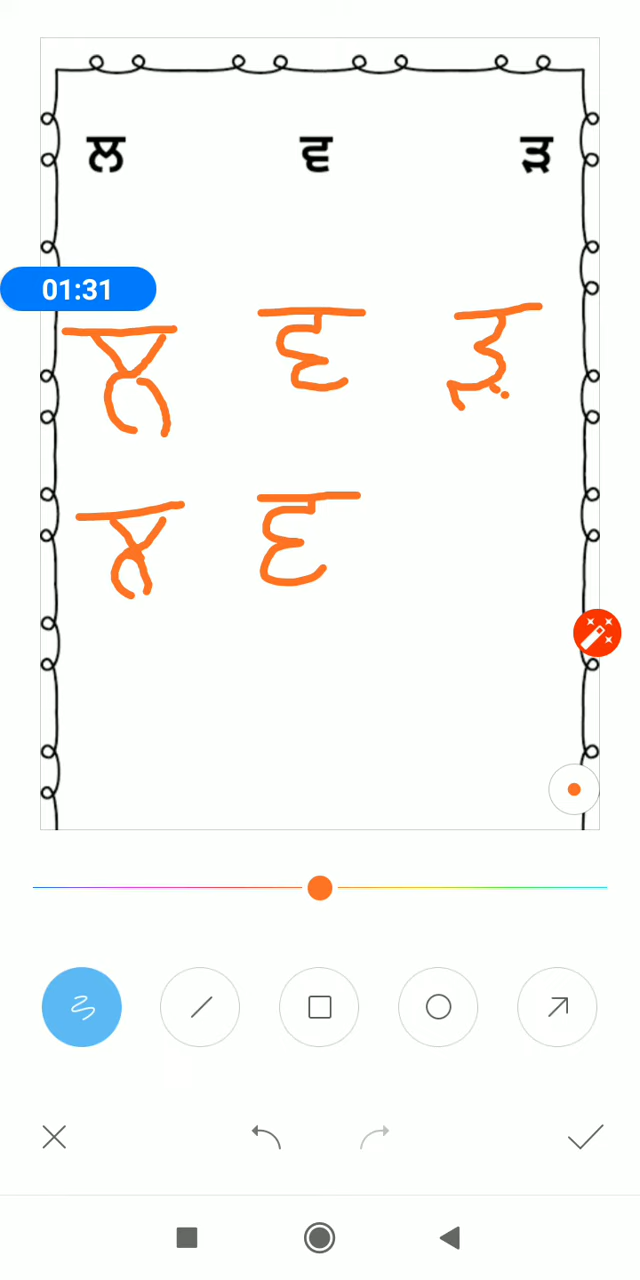 ਲ ਵ ੜ
01:31
ਲ ਵ ੜ
ਲ ਵ